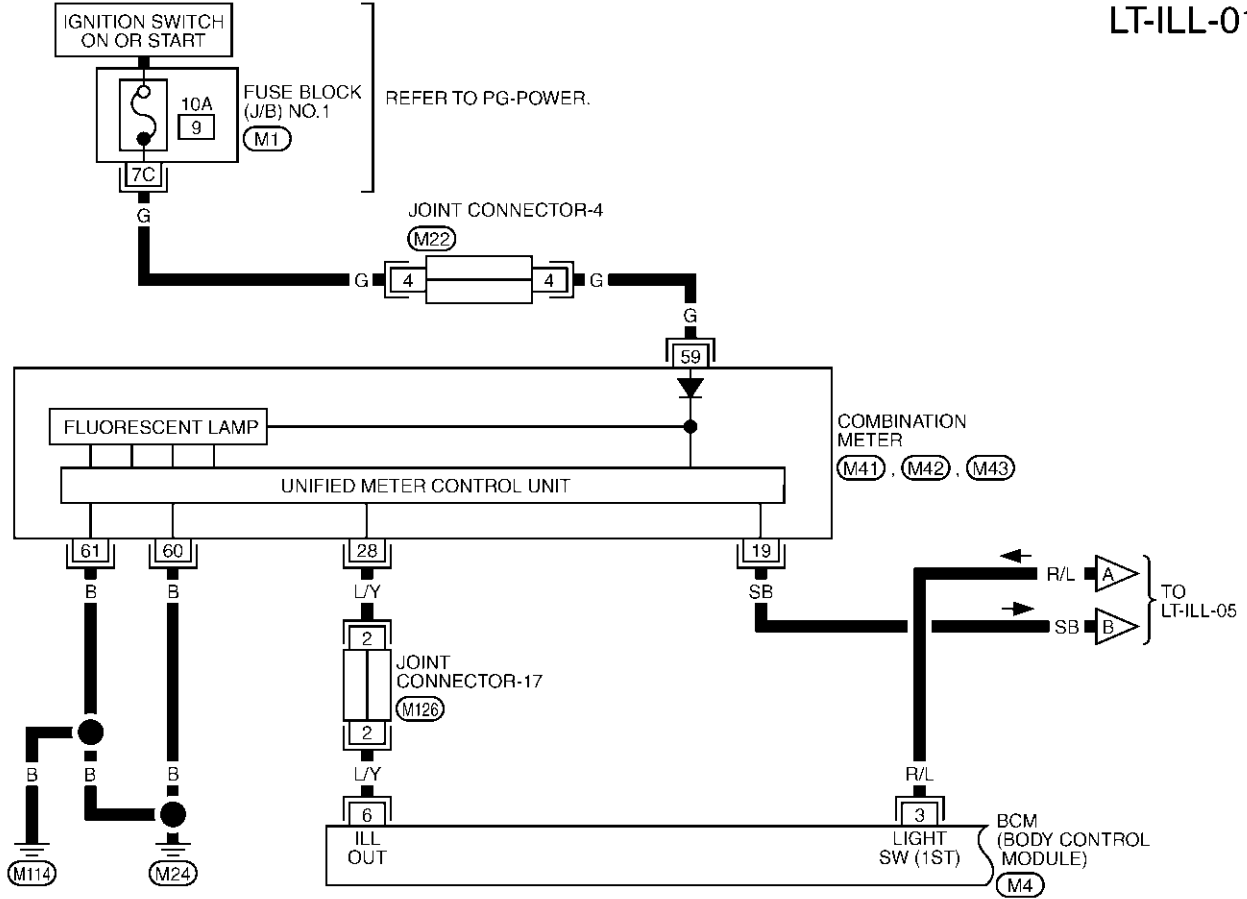 LT-ILL-01
IGNITION SWITCH
ON OR START
10A
9
FUSE BLOCK
(J/B) NO.1
M1
REFER TO PG-POWER.
7C
G
JOINT CONNECTOR-4
M22
G 4 4 G
G
59
FLUORESCENT LAMP
UNIFIED METER CONTROL UNIT
COMBINATION
METER
M41 , M42 , M43
61 60 28 19
B B L/Y SB
R/L A
SB B
TO
LT-ILL-05
2
JOINT
CONNECTOR-17
M126
2
B B B L/Y R/L
6 3
ILL
OUT
LIGHT
SW (1ST)
BCM
(BODY CONTROL
MODULE)
M4
M114 M24